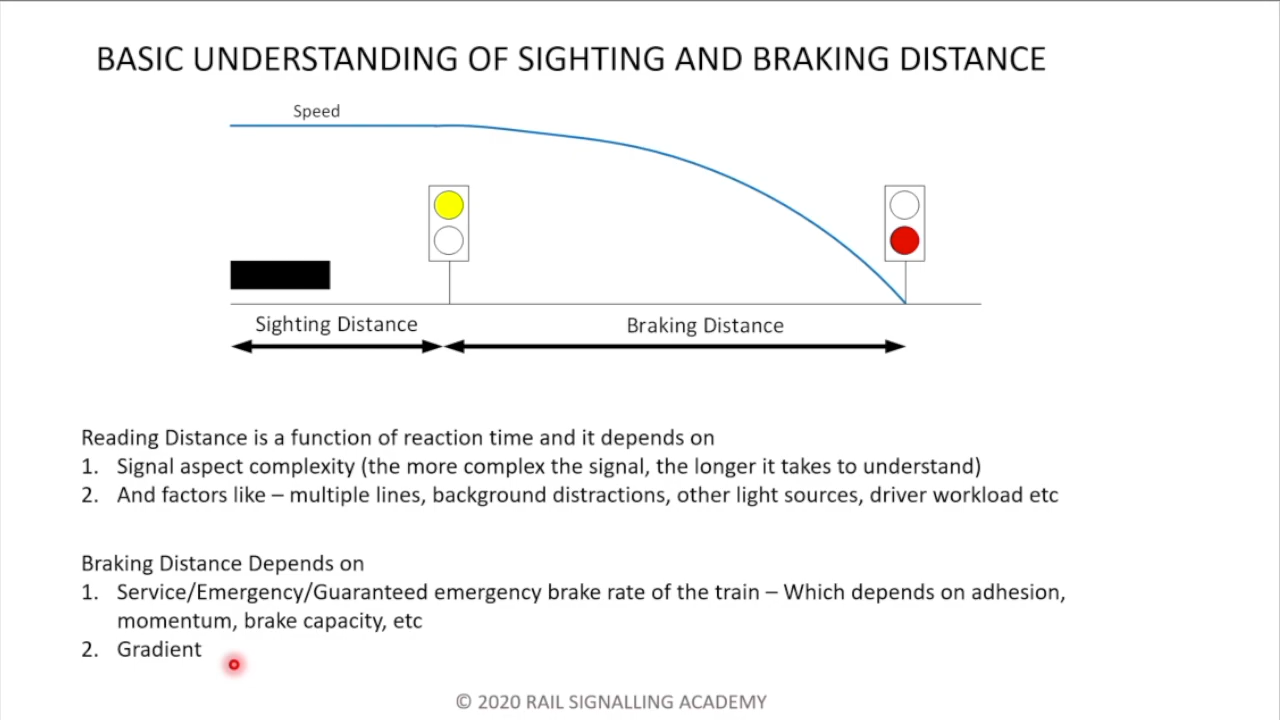 BASIC UNDERSTANDING OF SIGHTING AND BRAKING DISTANCE
Speed
Sighting Distance
Braking Distance
Reading Distance is a function of reaction time and it depends on
1. Signal aspect complexity (the more complex the signal, the longer it takes to understand)
2. And factors like – multiple lines, background distractions, other light sources, driver workload etc
Braking Distance Depends on
1. Service/Emergency/Guaranteed emergency brake rate of the train – Which depends on adhesion,
momentum, brake capacity, etc
2. Gradient
© 2020 RAIL SIGNALLING ACADEMY